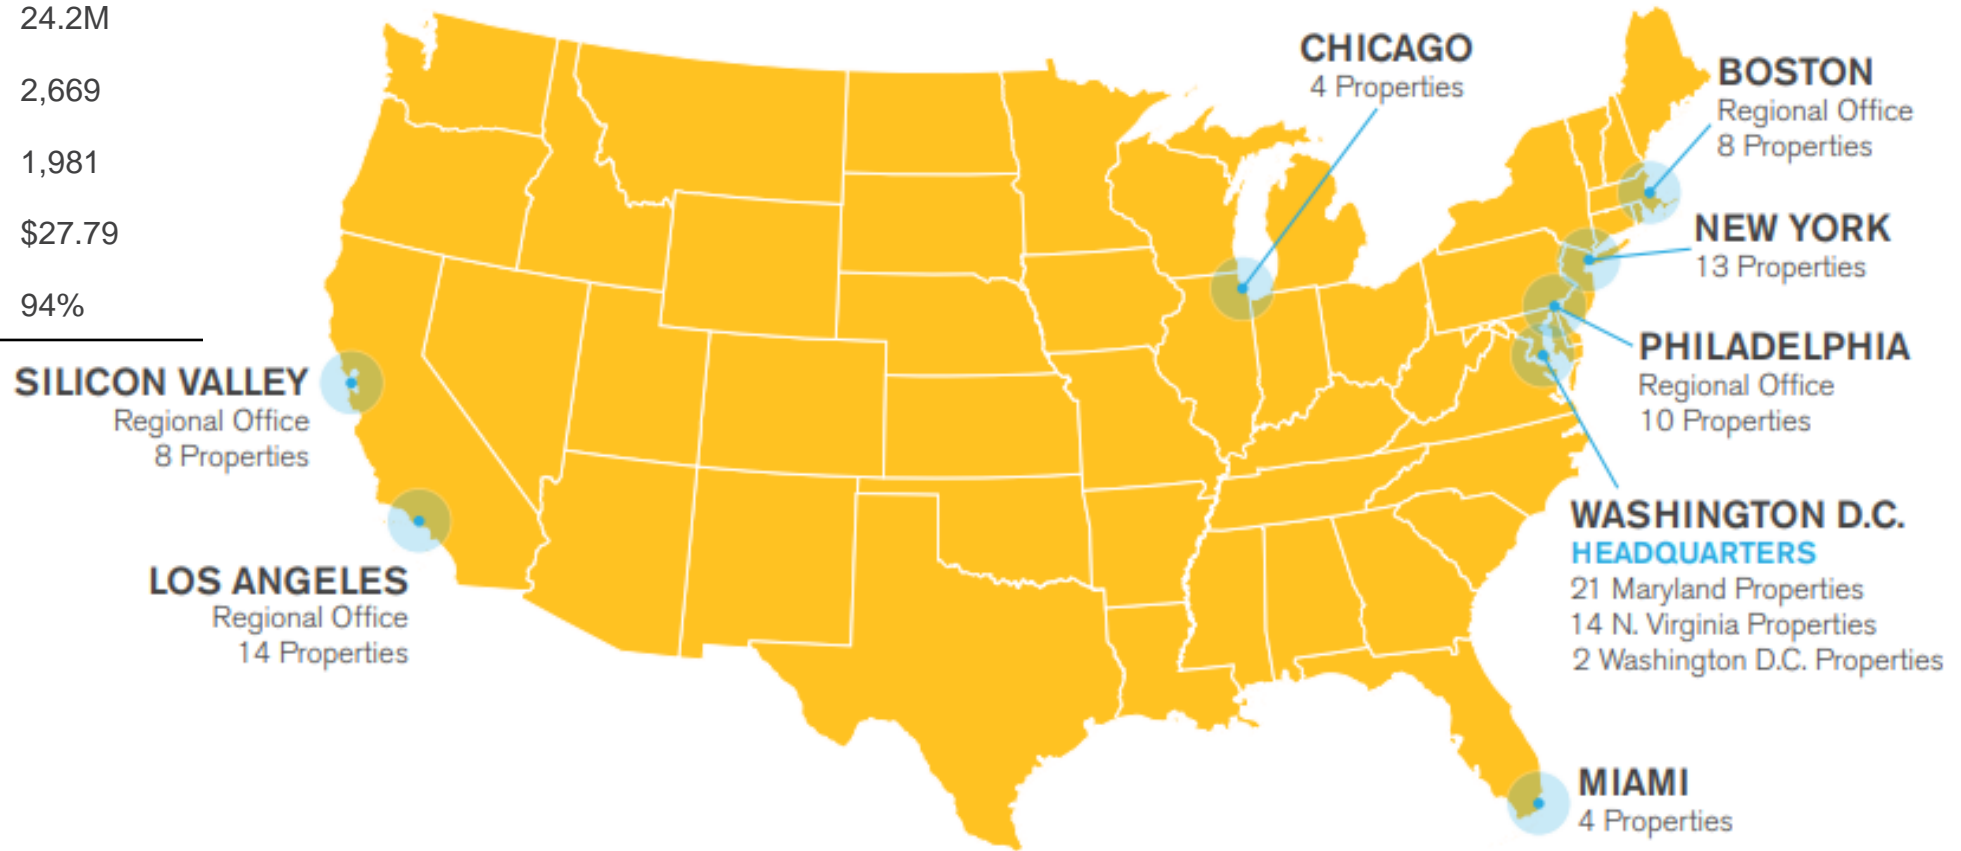 24.2M
2,669
1,981
$27.79
94%
SILICON VALLEY
Regional Office
8 Properties
LOS ANGELES
Regional Office
14 Properties
CHICAGO
4 Properties
BOSTON
Regional Office
8 Properties
NEW YORK
13 Properties
PHILADELPHIA
Regional Office
10 Properties
WASHINGTON D.C.
HEADQUARTERS
21 Maryland Properties
14 N. Virginia Properties
2 Washington D.C. Properties
MIAMI
4 Properties